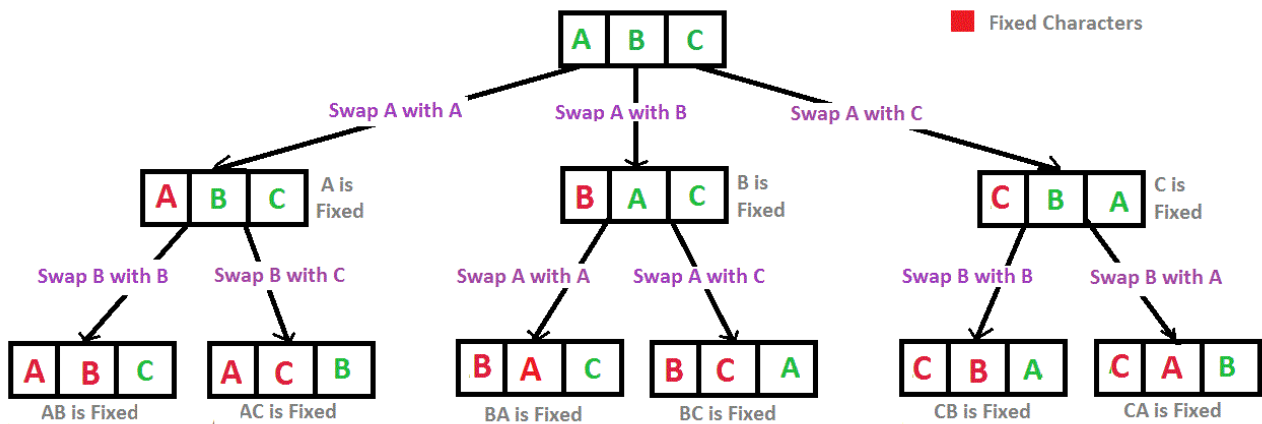 A B C
Fixed Characters
Swap A with A
Swap A with B
Swap A with C
A B C
A is
Fixed
B A C
B is
Fixed
C B A
C is
Fixed
Swap B with B
Swap B with C
Swap A with A
Swap A with C
Swap B with B
Swap B with A
A B C
A C B
B A C
B C A
C B A
C A B
AB is Fixed
AC is Fixed
BA is Fixed
BC is Fixed
CB is Fixed
CA is Fixed